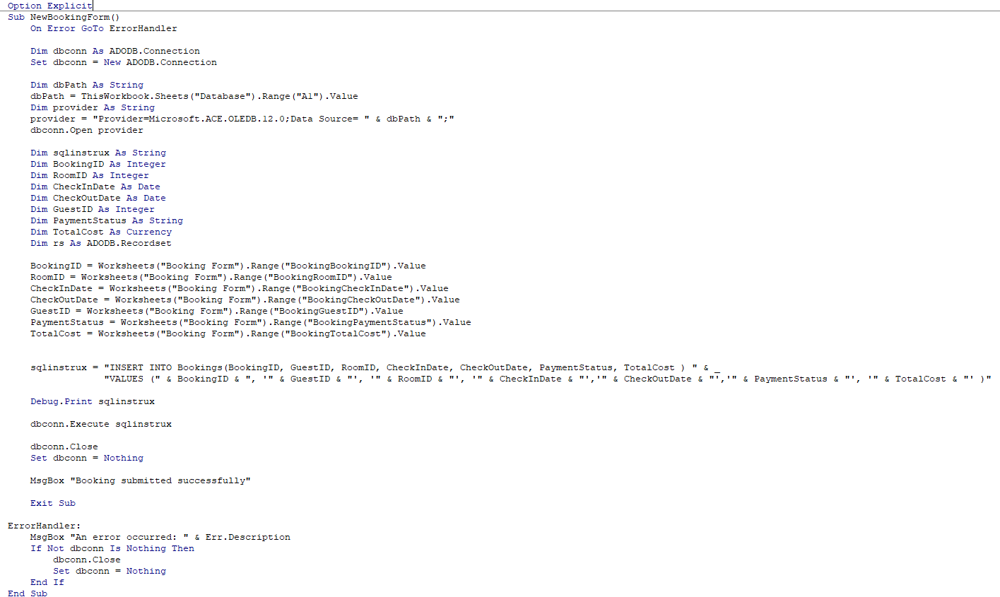 Option Explicit
Sub NewBookingForm()
    On Error GoTo ErrorHandler

    Dim dbconn As ADODB.Connection
    Set dbconn = New ADODB.Connection

    Dim dbPath As String
    dbPath = ThisWorkbook.Sheets("Database").Range("A1").Value
    Dim provider As String
    provider = "Provider=Microsoft.ACE.OLEDB.12.0;Data Source= " & dbPath & ";"
    dbconn.Open provider

    Dim sqlinstrux As String
    Dim BookingID As Integer
    Dim RoomID As Integer
    Dim CheckInDate As Date
    Dim CheckOutDate As Date
    Dim GuestID As Integer
    Dim PaymentStatus As String
    Dim TotalCost As Currency
    Dim rs As ADODB.Recordset

    BookingID = Worksheets("Booking Form").Range("BookingBookingID").Value
    RoomID = Worksheets("Booking Form").Range("BookingRoomID").Value
    CheckInDate = Worksheets("Booking Form").Range("BookingCheckInDate").Value
    CheckOutDate = Worksheets("Booking Form").Range("BookingCheckOutDate").Value
    GuestID = Worksheets("Booking Form").Range("BookingGuestID").Value
    PaymentStatus = Worksheets("Booking Form").Range("BookingPaymentStatus").Value
    TotalCost = Worksheets("Booking Form").Range("BookingTotalCost").Value


    sqlinstrux = "INSERT INTO Bookings(BookingID, GuestID, RoomID, CheckInDate, CheckOutDate, PaymentStatus, TotalCost ) " & _
                 "VALUES (" & BookingID & ", '" & GuestID & "', '" & RoomID & "', '" & CheckInDate & "','" & CheckOutDate & "','" & PaymentStatus & "', '" & TotalCost & "' )"

    Debug.Print sqlinstrux

    dbconn.Execute sqlinstrux

    dbconn.Close
    Set dbconn = Nothing

    MsgBox "Booking submitted successfully"

    Exit Sub

ErrorHandler:
    MsgBox "An error occurred: " & Err.Description
    If Not dbconn Is Nothing Then
        dbconn.Close
        Set dbconn = Nothing
    End If
End Sub